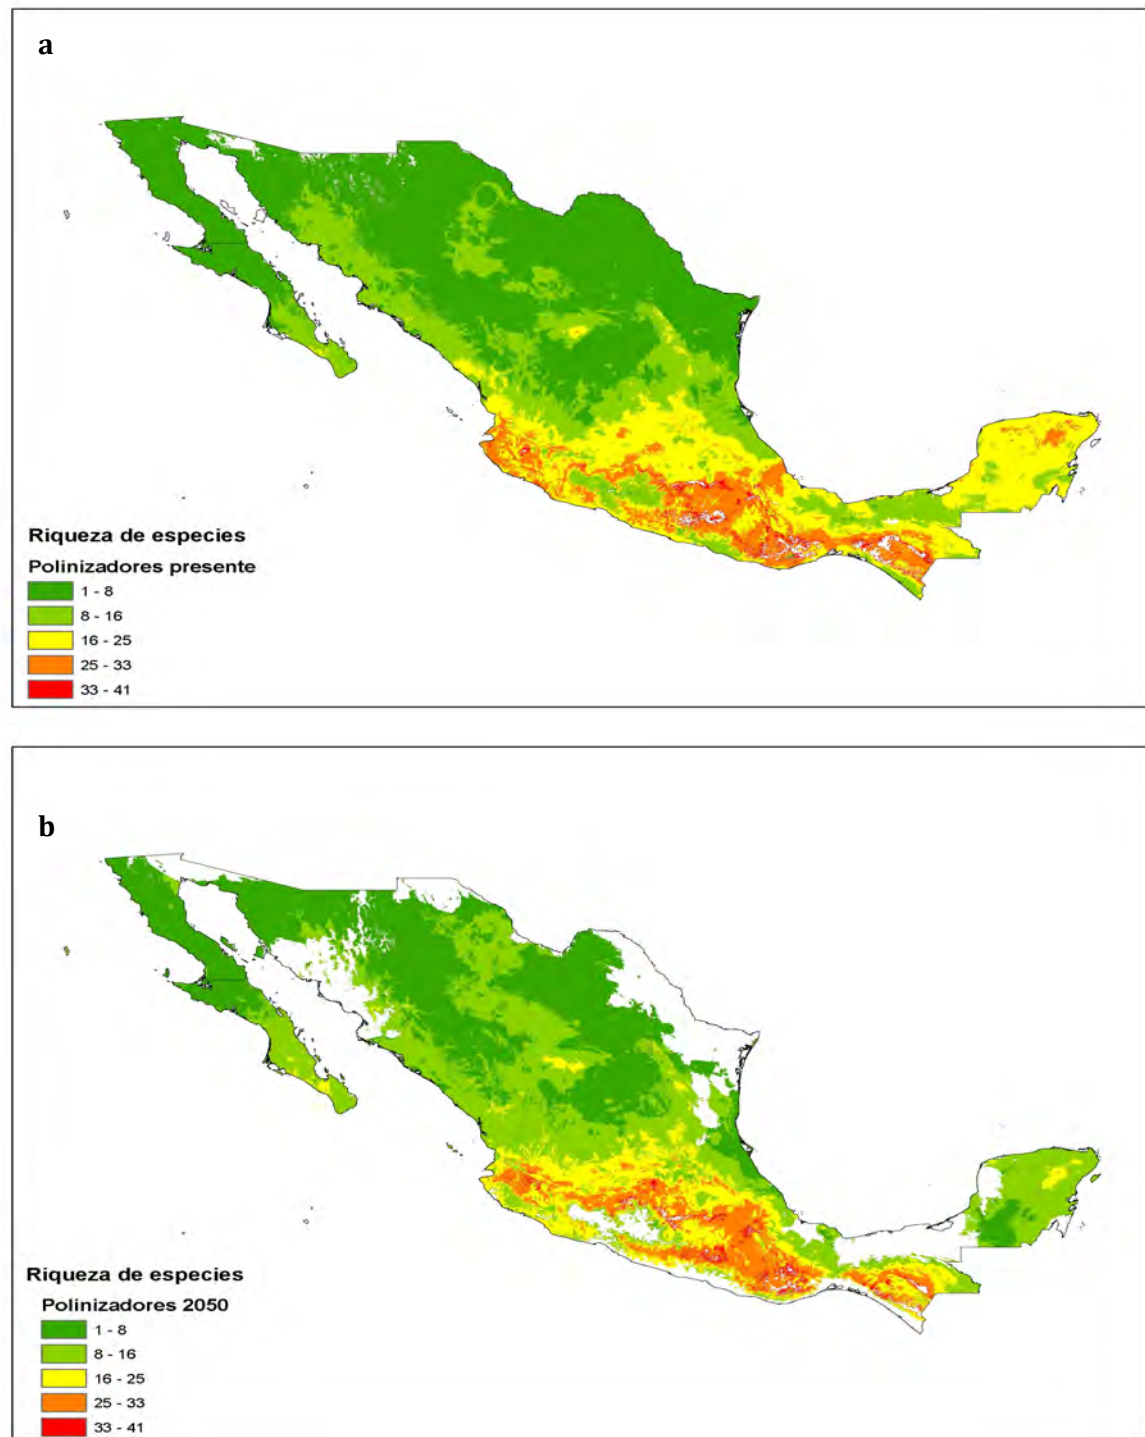 a
Riqueza de especies
Polinizadores presente
1 - 8
8 - 16
16 - 25
25 - 33
33 - 41
b
Riqueza de especies
Polinizadores 2050
1 - 8
8 - 16
16 - 25
25 - 33
33 - 41